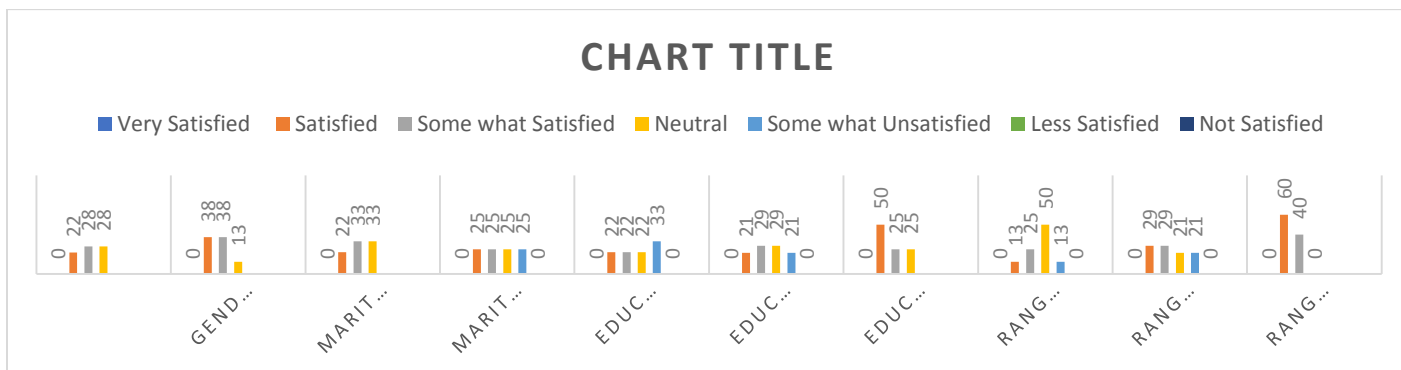 CHART TITLE
Very Satisfied Satisfied Some what Satisfied Neutral Some what Unsatisfied Less Satisfied Not Satisfied
0 22 28 28
0 38 38 13
0 22 33 33
0 25 25 25 25 0
0 22 22 22 33 0
0 21 29 29 21 0
0 50 25 25
0 13 25 50 13 0
0 29 29 21 21 0
0 60 40 0
GEND...
MARIT...
MARIT...
EDUC...
EDUC...
EDUC...
RANG...
RANG...
RANG...